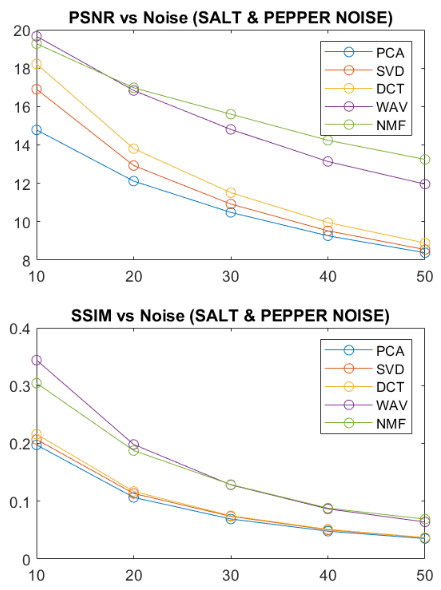 PSNR vs Noise (SALT & PEPPER NOISE)
20
18
16
14
12
10
8
10 20 30 40 50
PCA
SVD
DCT
WAV
NMF
SSIM vs Noise (SALT & PEPPER NOISE)
0.4
0.3
0.2
0.1
0
10 20 30 40 50
PCA
SVD
DCT
WAV
NMF